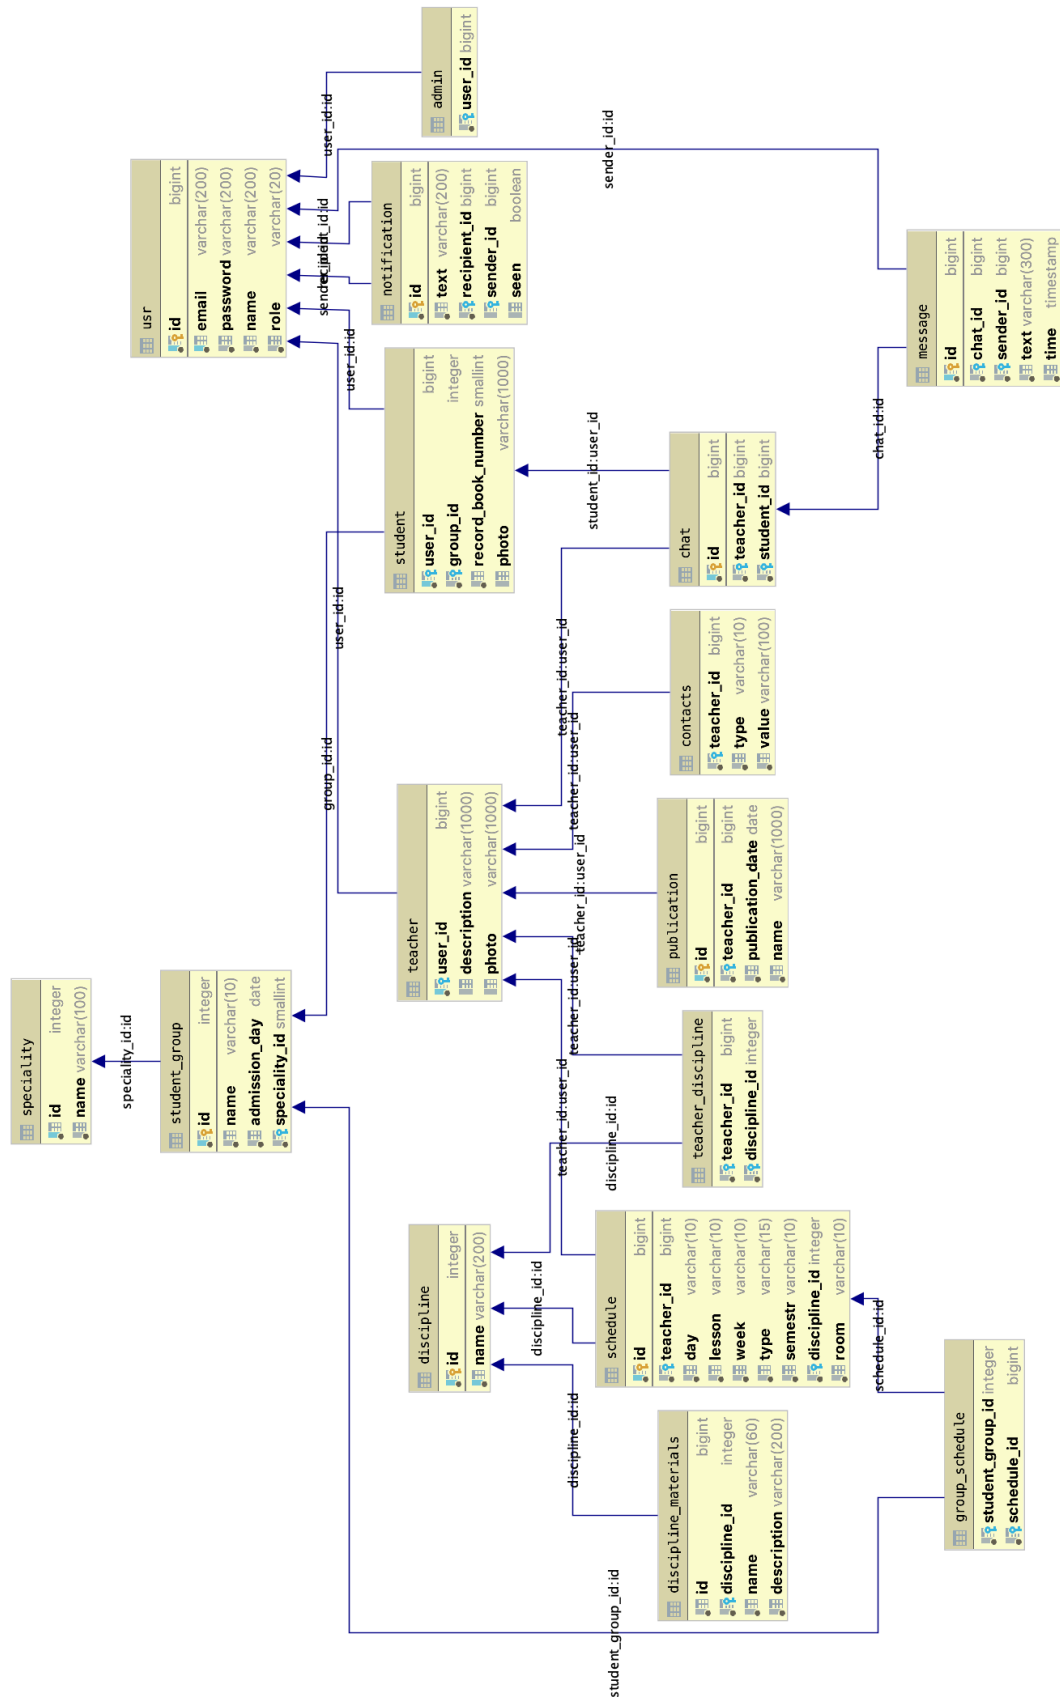 speciality
id integer
name varchar(100)
speciality_id:id
student_group
id integer
name varchar(10)
admission_day date
speciality_id smallint
group_id:id
usr
id bigint
email varchar(200)
password varchar(200)
name varchar(200)
role varchar(20)
user_id:id
admin
user_id bigint
notification
id bigint
text varchar(200)
recipient_id bigint
sender_id bigint
seen boolean
recipient_id:id
sender_id:id
user_id:id
student
user_id bigint
group_id integer
record_book_number smallint
photo varchar(1000)
user_id:id
teacher
user_id bigint
description varchar(1000)
photo varchar(1000)
discipline
id integer
name varchar(200)
sender_id:id
student_id:user_id
teacher_id:user_id
teacher_id:user_id
teacher_id:user_id
teacher_id:user_id
teacher_id:user_id
discipline_id:id
discipline_id:id
discipline_id:id
student_group_id:id
discipline_materials
id bigint
discipline_id integer
name varchar(60)
description varchar(200)
schedule
id bigint
teacher_id bigint
day varchar(10)
lesson varchar(10)
week varchar(10)
type varchar(15)
semestr varchar(10)
discipline_id integer
room varchar(10)
teacher_discipline
teacher_id bigint
discipline_id integer
publication
id bigint
teacher_id bigint
publication_date date
name varchar(1000)
contacts
teacher_id bigint
type varchar(10)
value varchar(100)
chat
id bigint
teacher_id bigint
student_id bigint
schedule_id:id
chat_id:id
group_schedule
student_group_id integer
schedule_id bigint
message
id bigint
chat_id bigint
sender_id bigint
text varchar(300)
time timestamp